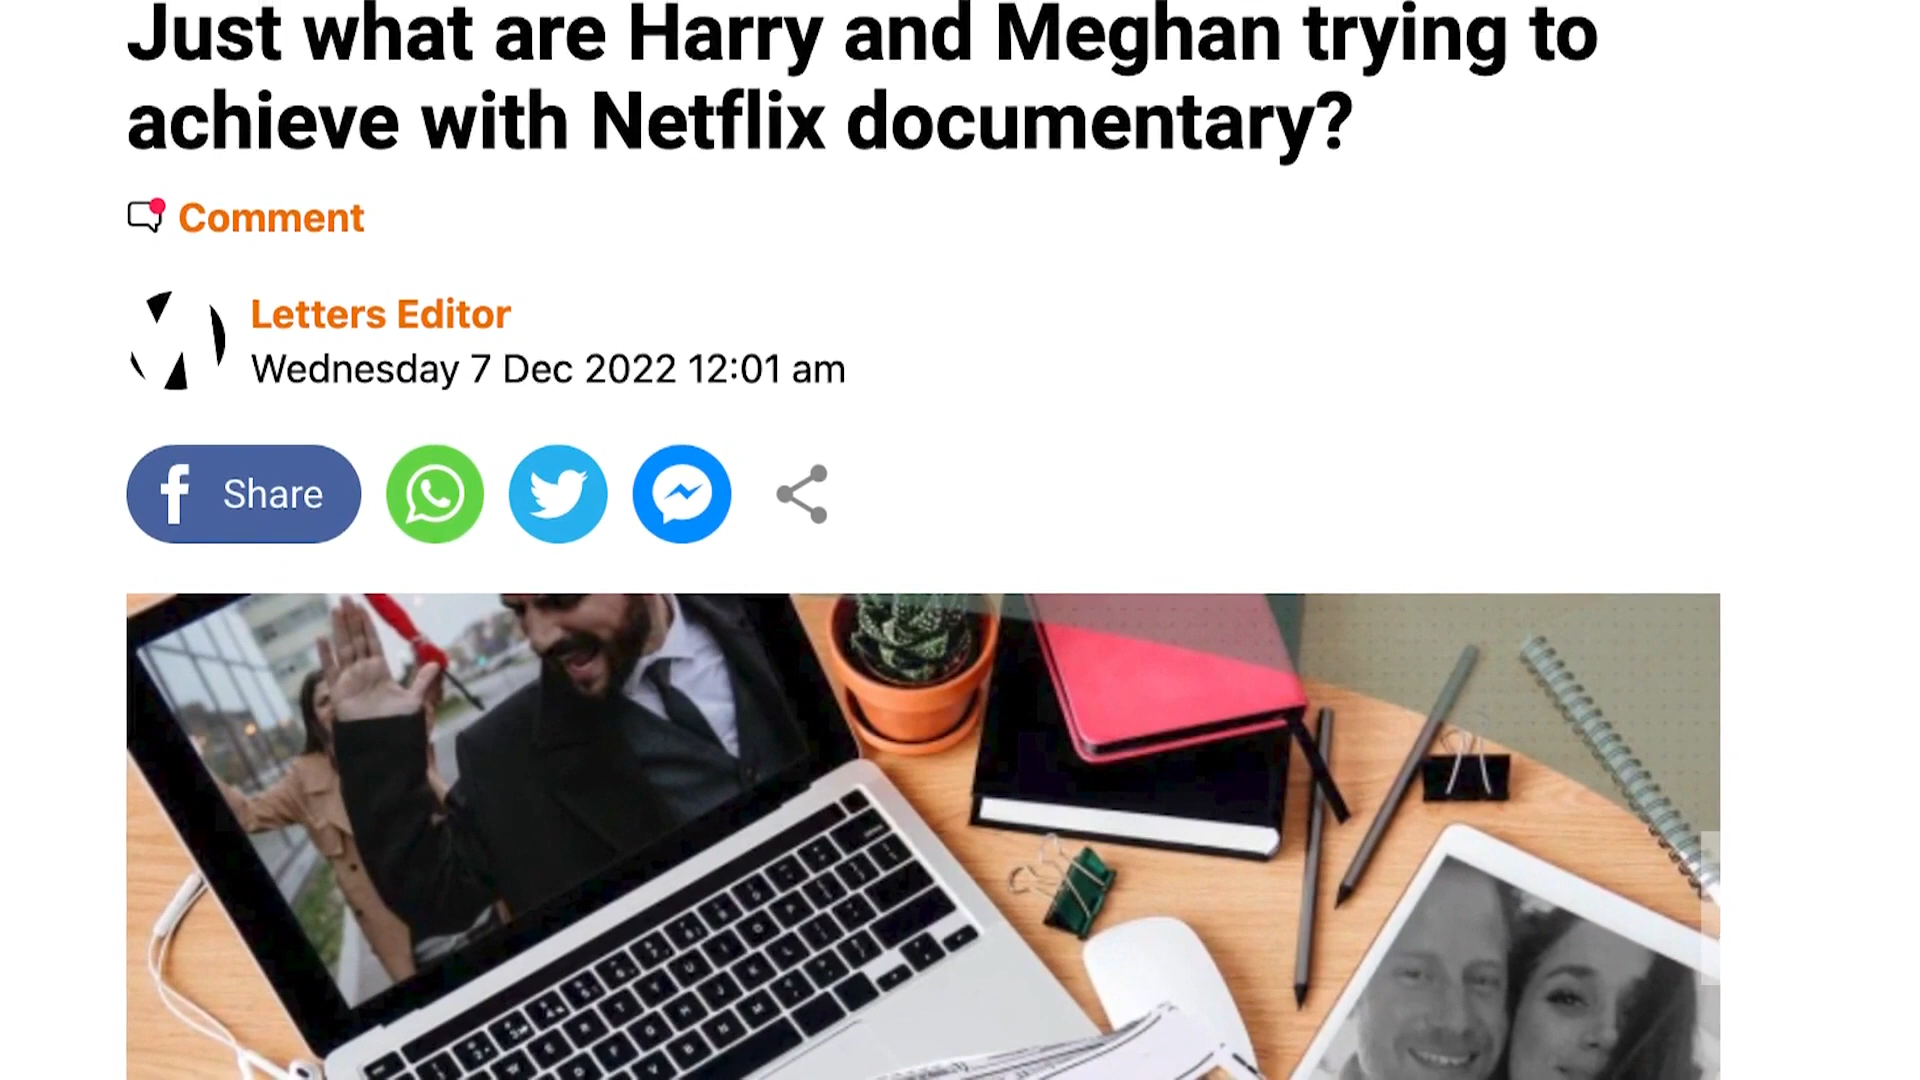 Just what are Harry and Meghan trying to
achieve with Netflix documentary?
Comment
Letters Editor
Wednesday 7 Dec 2022 12:01 am
Share